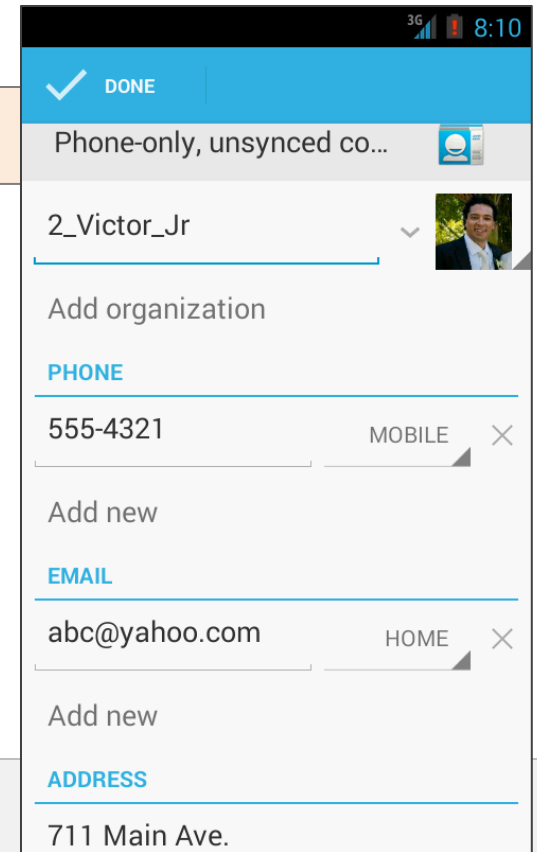 3G 8:10
DONE
Phone-only, unsynced co...
2_Victor_Jr
Add organization
PHONE
555-4321 MOBILE
Add new
EMAIL
abc@yahoo.com HOME
Add new
ADDRESS
711 Main Ave.